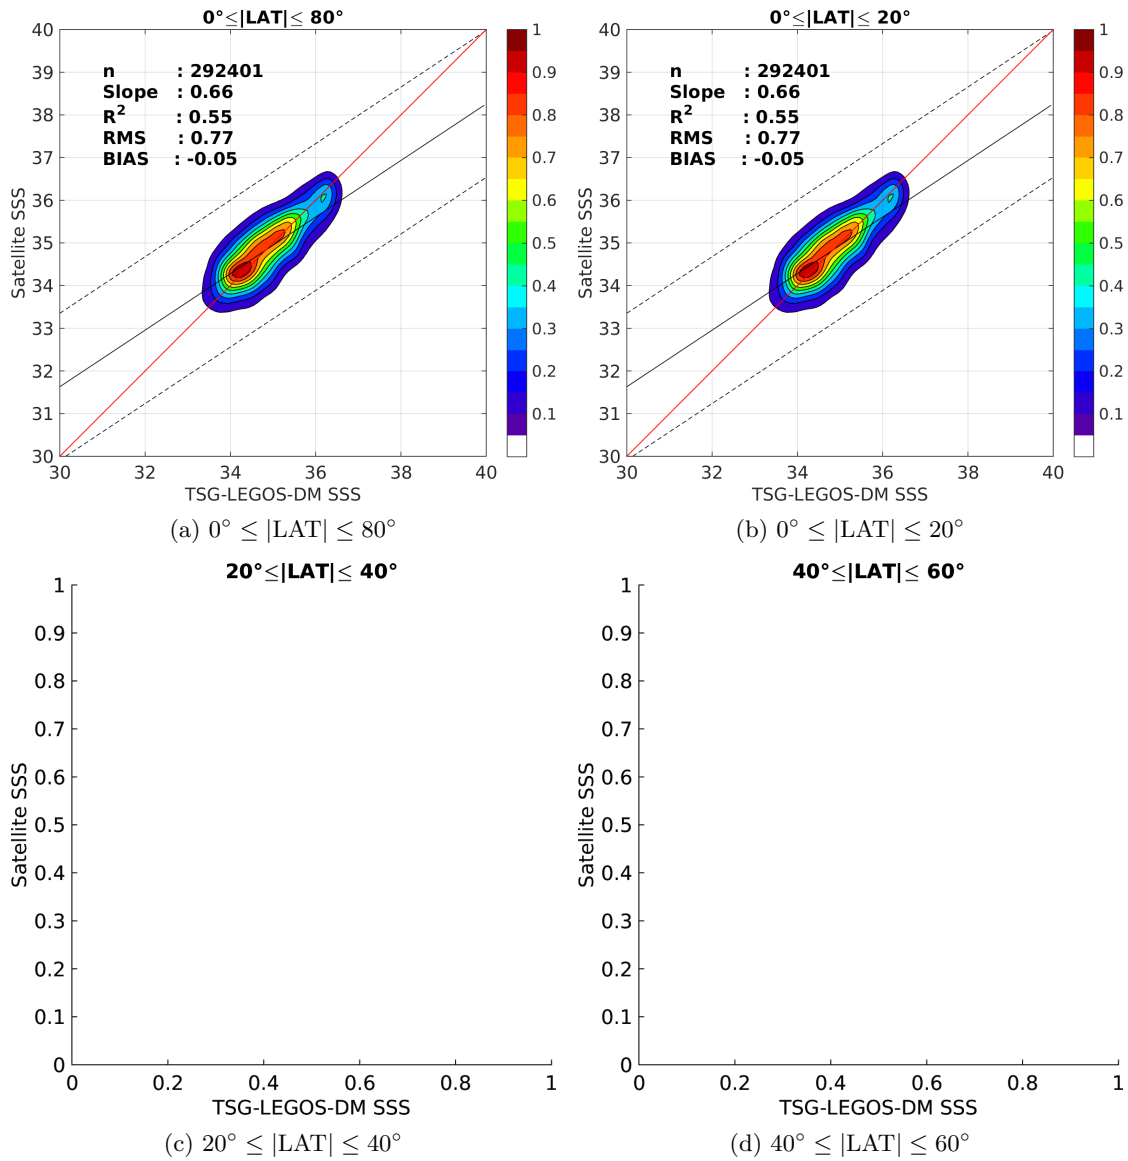 0°≤|LAT|≤ 80°
40
39
38
37
36
35
34
33
32
31
30
Satellite SSS
n : 292401
Slope : 0.66
R² : 0.55
RMS : 0.77
BIAS : -0.05
30 32 34 36 38 40
TSG-LEGOS-DM SSS
1
0.9
0.8
0.7
0.6
0.5
0.4
0.3
0.2
0.1
(a) 0° ≤ |LAT| ≤ 80°
0°≤|LAT|≤ 20°
40
39
38
37
36
35
34
33
32
31
30
Satellite SSS
n : 292401
Slope : 0.66
R² : 0.55
RMS : 0.77
BIAS : -0.05
30 32 34 36 38 40
TSG-LEGOS-DM SSS
1
0.9
0.8
0.7
0.6
0.5
0.4
0.3
0.2
0.1
(b) 0° ≤ |LAT| ≤ 20°
20°≤|LAT|≤ 40°
1
0.9
0.8
0.7
0.6
0.5
0.4
0.3
0.2
0.1
0
Satellite SSS
0 0.2 0.4 0.6 0.8 1
TSG-LEGOS-DM SSS
(c) 20° ≤ |LAT| ≤ 40°
40°≤|LAT|≤ 60°
1
0.9
0.8
0.7
0.6
0.5
0.4
0.3
0.2
0.1
0
Satellite SSS
0 0.2 0.4 0.6 0.8 1
TSG-LEGOS-DM SSS
(d) 40° ≤ |LAT| ≤ 60°